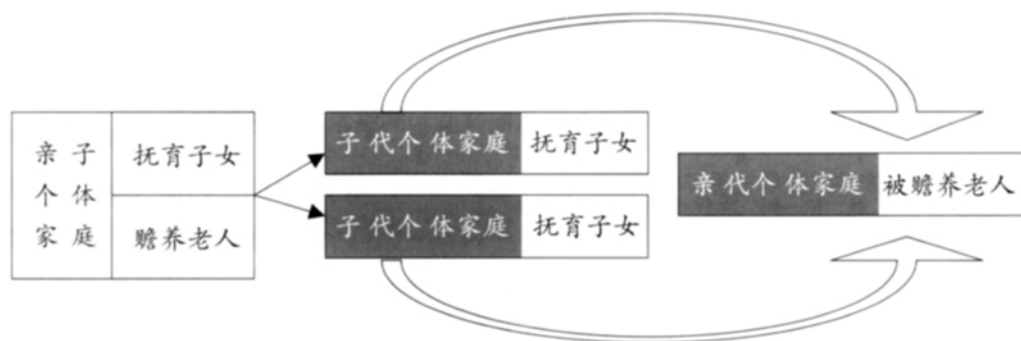 亲子
个体
家庭
抚育子女
赡养老人
子代个体家庭 抚育子女
子代个体家庭 抚育子女
亲代个体家庭 被赡养老人